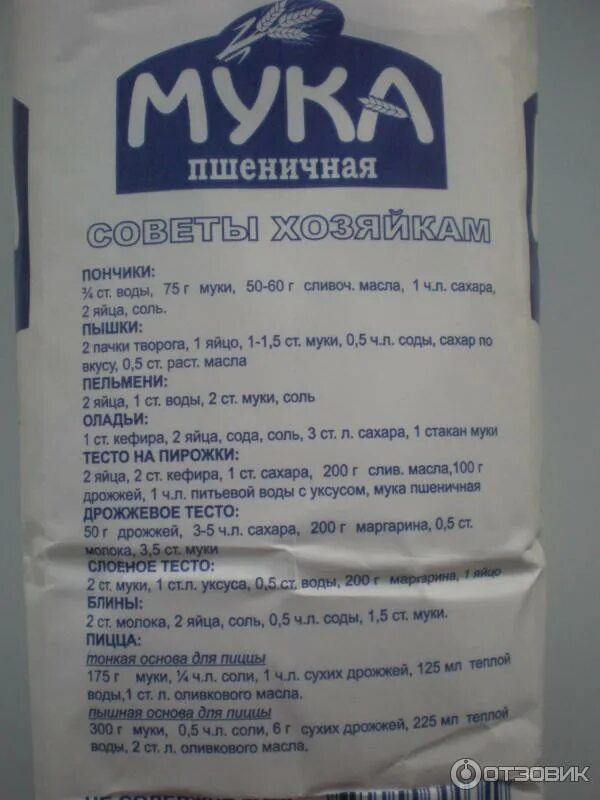 МУКА
пшеничная
СОВЕТЫ ХОЗЯЙКАМ
ПОНЧИКИ:
¾ ст. воды, 75 г муки, 50-60 г сливоч. масла, 1 ч.л. сахара,
2 яйца, соль.
ПЫШКИ:
2 пачки творога, 1 яйцо, 1-1,5 ст. муки, 0,5 ч.л. соды, сахар по
вкусу, 0,5 ст. раст. масла
ПЕЛЬМЕНИ:
2 яйца, 1 ст. воды, 2 ст. муки, соль
ОЛАДЬИ:
1 ст. кефира, 2 яйца, сода, соль, 3 ст. л. сахара, 1 стакан муки
ТЕСТО НА ПИРОЖКИ:
2 яйца, 2 ст. кефира, 1 ст. сахара, 200 г слив. масла,100 г
дрожжей, 1 ч.л. питьевой воды с уксусом, мука пшеничная
ДРОЖЖЕВОЕ ТЕСТО:
50 г дрожжей, 3-5 ч.л. сахара, 200 г маргарина, 0,5 ст.
молока, 3,5 ст. муки
СЛОЕНОЕ ТЕСТО:
2 ст. муки, 1 ст.л. уксуса, 0,5 ст. воды, 200 г маргарина, 1 яйцо
БЛИНЫ:
2 ст. молока, 2 яйца, соль, 0,5 ч.л. соды, 1,5 ст. муки.
ПИЦЦА:
тонкая основа для пиццы
175 г муки, ¼ ч.л. соли, 1 ч.л. сухих дрожжей, 125 мл теплой
воды,1 ст. л. оливкового масла.
пышная основа для пиццы
300 г муки, 0,5 ч.л. соли, 6 г сухих дрожжей, 225 мл теплой
воды, 2 ст. л. оливкового масла.
НЕ СОДЕРЖИТ
ОТЗОВИК